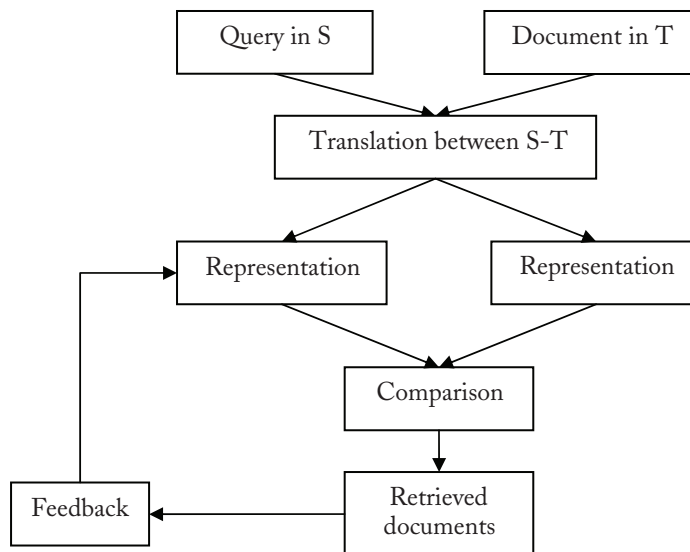 Query in S
Document in T
Translation between S-T
Representation
Representation
Comparison
Feedback
Retrieved
documents